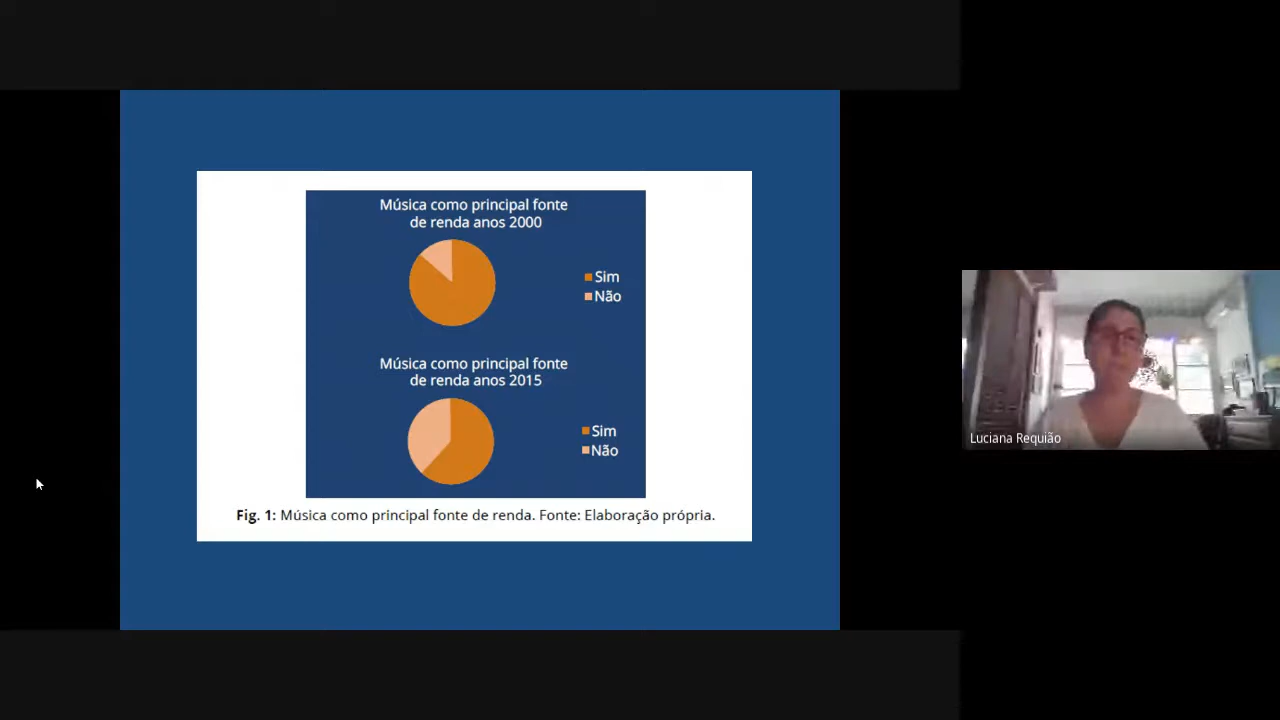 Música como principal fonte
de renda anos 2000
Sim
Não
Música como principal fonte
de renda anos 2015
Sim
Não
Fig. 1: Música como principal fonte de renda. Fonte: Elaboração própria.
Luciana Requião